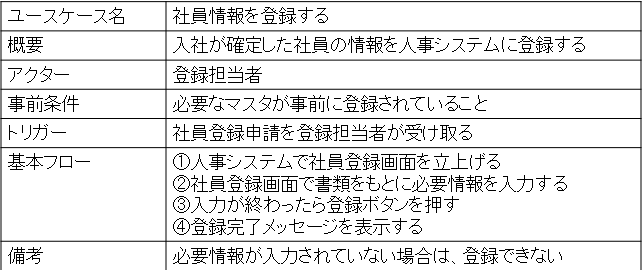 ユースケース名 社員情報を登録する
概要 入社が確定した社員の情報を人事システムに登録する
アクター 登録担当者
事前条件 必要なマスタが事前に登録されていること
トリガー 社員登録申請を登録担当者が受け取る
基本フロー ①人事システムで社員登録画面を立上げる
②社員登録画面で書類をもとに必要情報を入力する
③入力が終わったら登録ボタンを押す
④登録完了メッセージを表示する
備考 必要情報が入力されていない場合は、登録できない